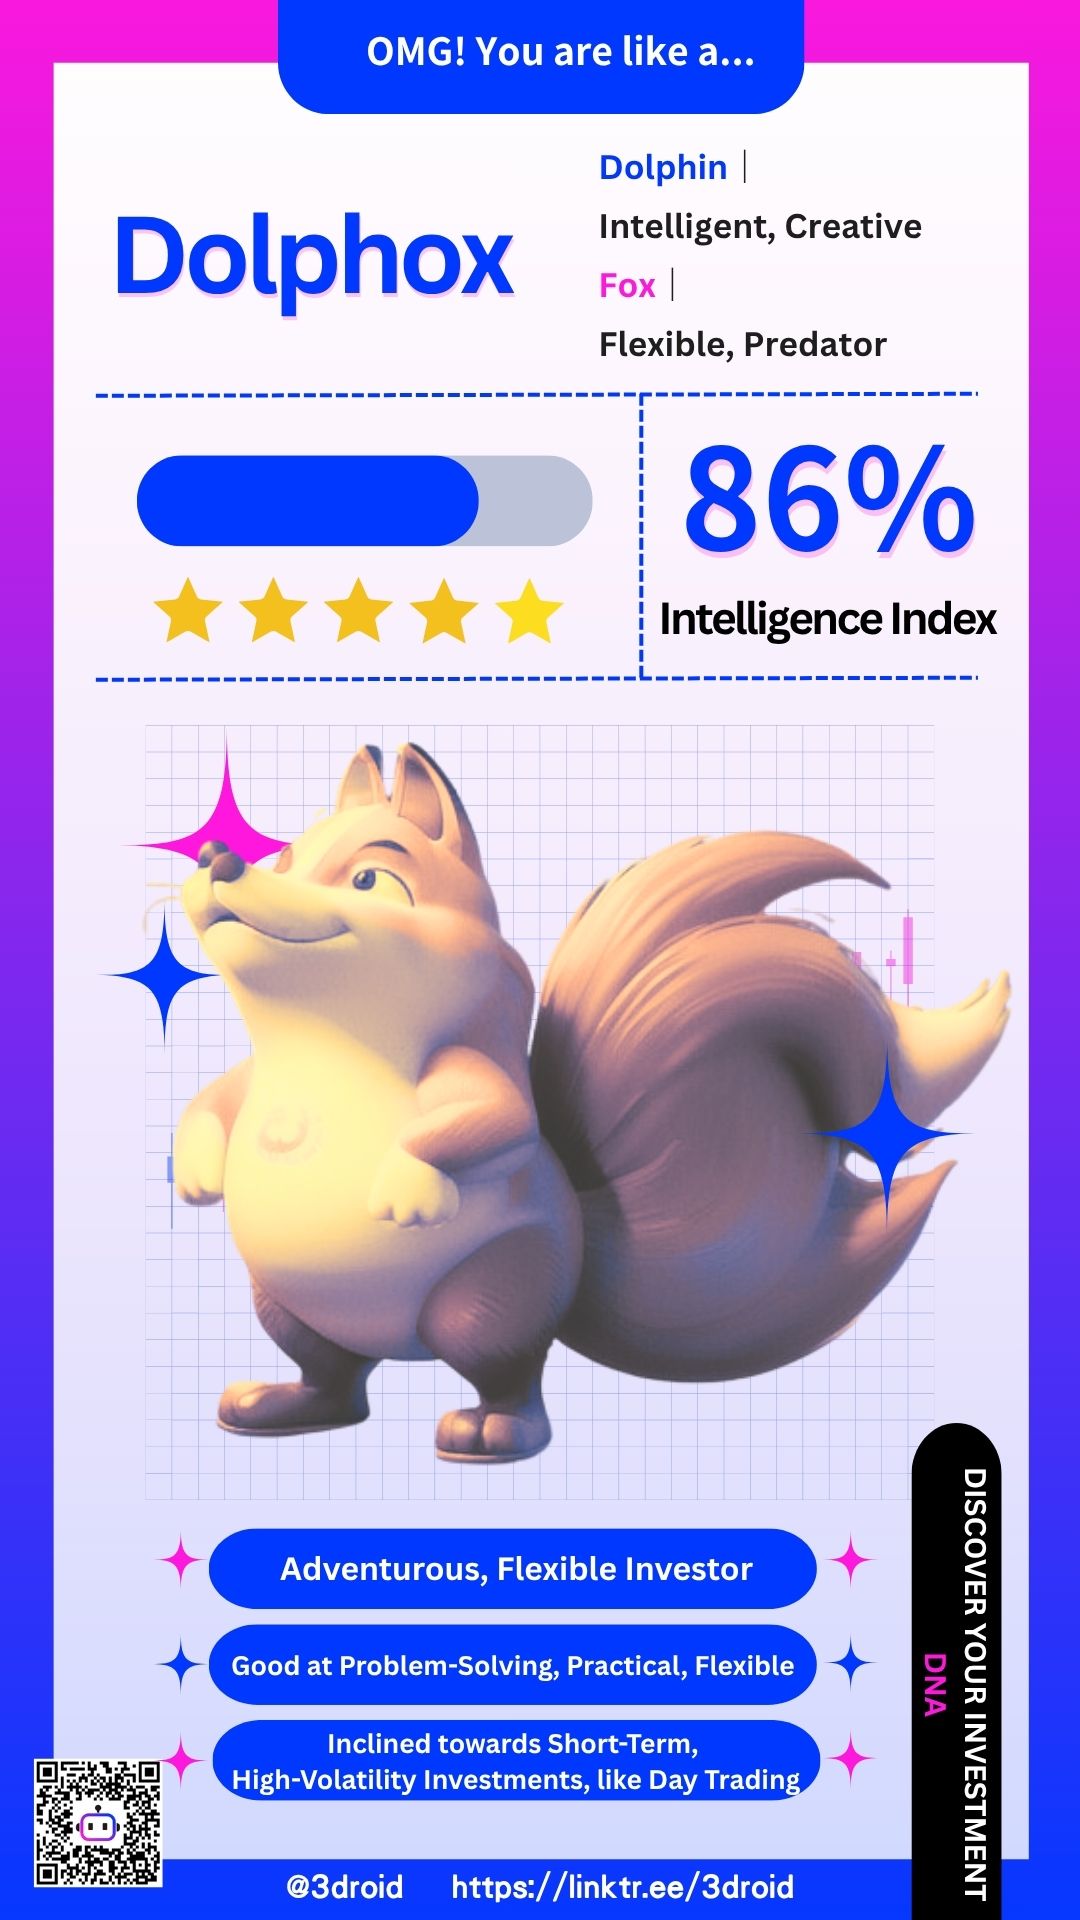 OMG! You are like a...
Dolphox
Dolphin |
Intelligent, Creative
Fox |
Flexible, Predator
86%
Intelligence Index
Adventurous, Flexible Investor
Good at Problem-Solving, Practical, Flexible
Inclined towards Short-Term,
High-Volatility Investments, like Day Trading
DISCOVER YOUR INVESTMENT
DNA
@3droid https://linktr.ee/3droid